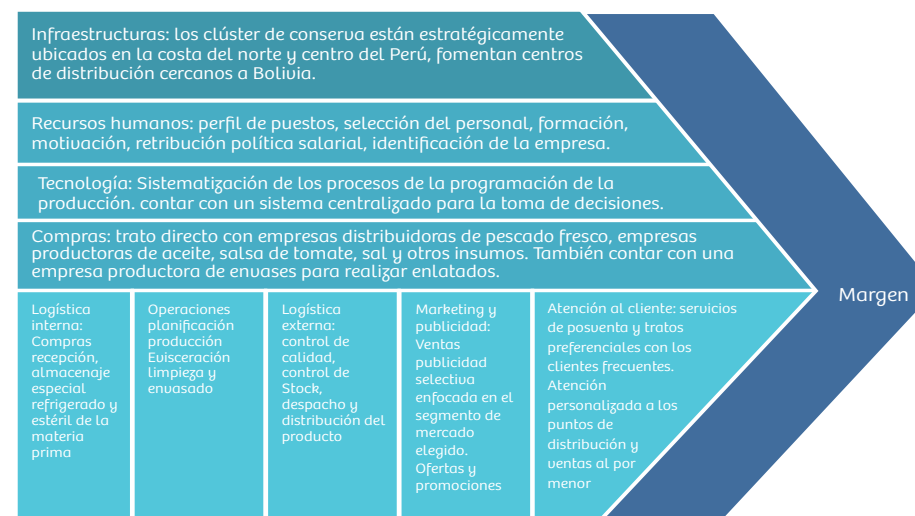 Infraestructuras: los clúster de conserva están estratégicamente
ubicados en la costa del norte y centro del Perú, fomentan centros
de distribución cercanos a Bolivia.
Recursos humanos: perfil de puestos, selección del personal, formación,
motivación, retribución política salarial, identificación de la empresa.
Tecnología: Sistematización de los procesos de la programación de la
producción. contar con un sistema centralizado para la toma de decisiones.
Compras: trato directo con empresas distribuidoras de pescado fresco, empresas
productoras de aceite, salsa de tomate, sal y otros insumos. También contar con una
empresa productora de envases para realizar enlatados.
Logística
interna:
Compras
recepción,
almacenaje
especial
refrigerado y
estéril de la
materia
prima
Operaciones
planificación
producción
Evisceración
limpieza y
envasado
Logística
externa:
control de
calidad,
control de
Stock,
despacho y
distribución del
producto
Marketing y
publicidad:
Ventas
publicidad
selectiva
enfocada en el
segmento de
mercado
elegido.
Ofertas y
promociones
Atención al cliente: servicios
de posventa y tratos
preferenciales con los
clientes frecuentes.
Atención
personalizada a los
puntos de
distribución y
ventas al por
menor
Margen